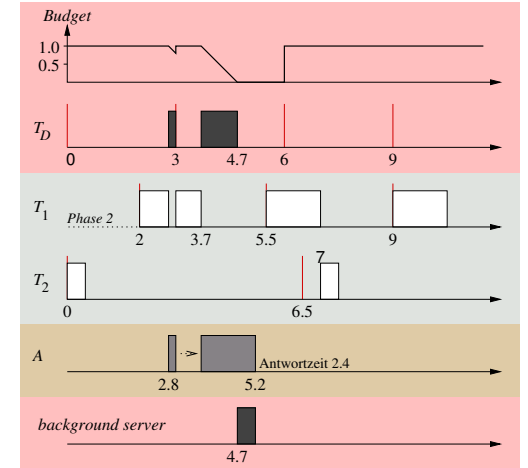 Budget
1.0
0.5
T_D
0 3 4.7 6 9
T_1
Phase 2
2 3.7 5.5 9
T_2
7
0 6.5
A
Antwortzeit 2.4
2.8 5.2
background server
4.7